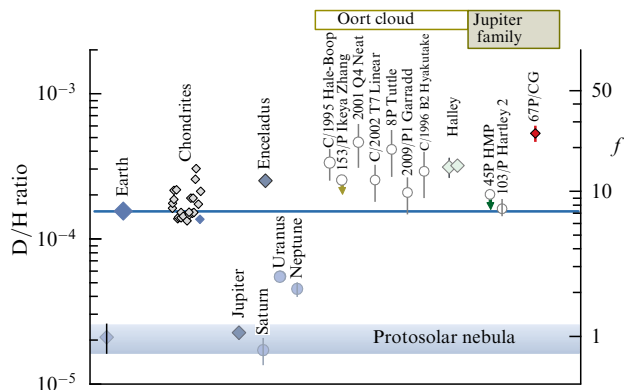 Oort cloud
Jupiter
family
10⁻³
10⁻⁴
10⁻⁵
D/H ratio
Earth
Chondrites
Enceladus
C/1995 Hale-Boop
153/P Ikeya Zhang
2001 Q4 Neat
C/2002 T7 Linear
8P Tuttle
2009/P1 Garradd
C/1996 B2 Hyakutake
Halley
45P HMP
103/P Hartley 2
67P/CG
Jupiter
Saturn
Uranus
Neptune
Protosolar nebula
50
10
1
f